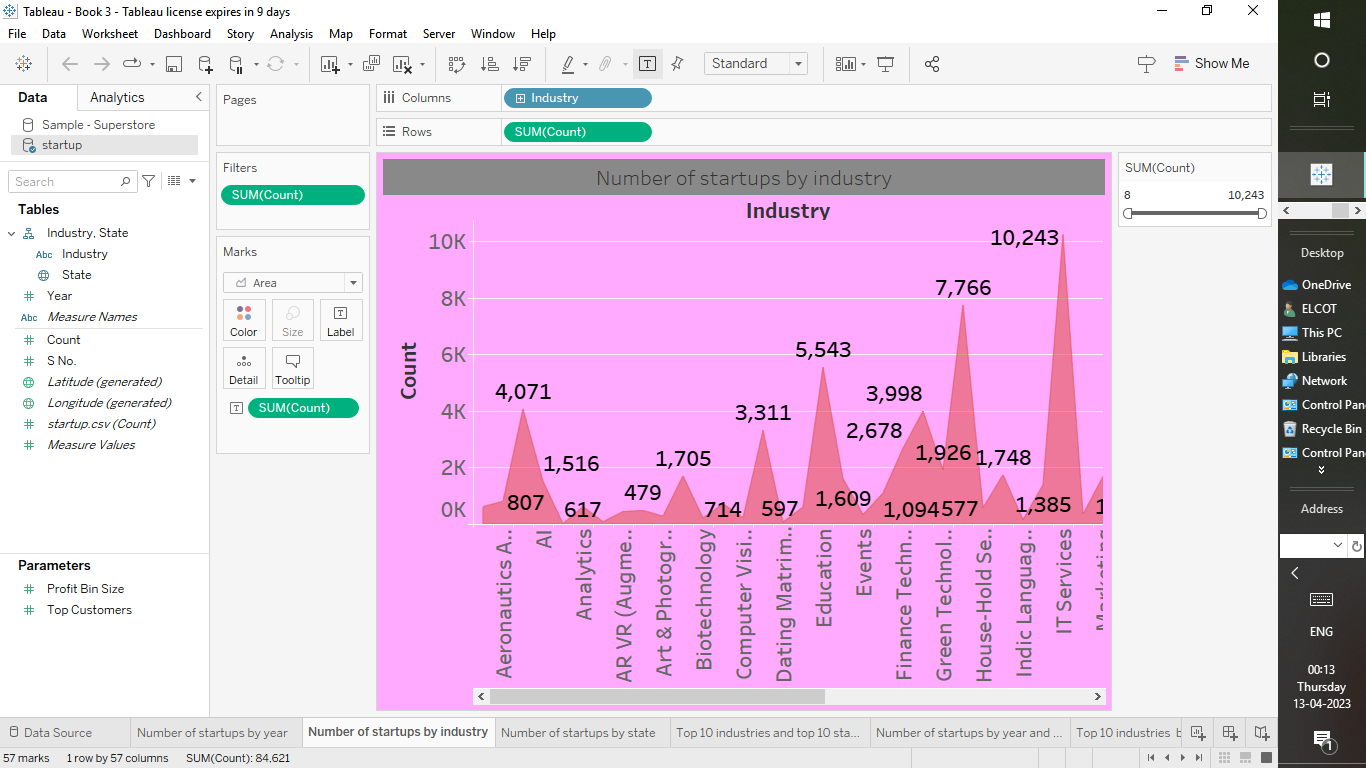 Tableau - Book 3 - Tableau license expires in 9 days
File Data Worksheet Dashboard Story Analysis Map Format Server Window Help
Standard
Show Me
Data Analytics
Sample - Superstore
startup
Search
Tables
Industry, State
Abc Industry
State
Year
Abc Measure Names
Count
S No.
Latitude (generated)
Longitude (generated)
startup.csv (Count)
Measure Values
Parameters
Profit Bin Size
Top Customers
Pages
Filters
SUM(Count)
Marks
Area
Color Size Label
Detail Tooltip
SUM(Count)
Columns Industry
Rows SUM(Count)
Number of startups by industry
Industry
Count
10K
8K
6K
4K
2K
0K
4,071
807
1,516
617
479
1,705
714
3,311
597
5,543
1,609
2,678
3,998
1,094
1,926
577
7,766
1,748
1,385
10,243
Aeronautics A..
AI
Analytics
AR VR (Augme..
Art & Photogr..
Biotechnology
Computer Visi..
Dating Matrim..
Education
Events
Finance Techn..
Green Technol..
House-Hold Se..
Indic Languag..
IT Services
SUM(Count)
8 10,243
Data Source Number of startups by year Number of startups by industry Number of startups by state Top 10 industries and top 10 sta... Number of startups by year and ... Top 10 industries b
57 marks 1 row by 57 columns SUM(Count): 84,621
Desktop
OneDrive
ELCOT
This PC
Libraries
Network
Control Pan
Recycle Bin
Control Pan
Address
ENG
00:13
Thursday
13-04-2023
1